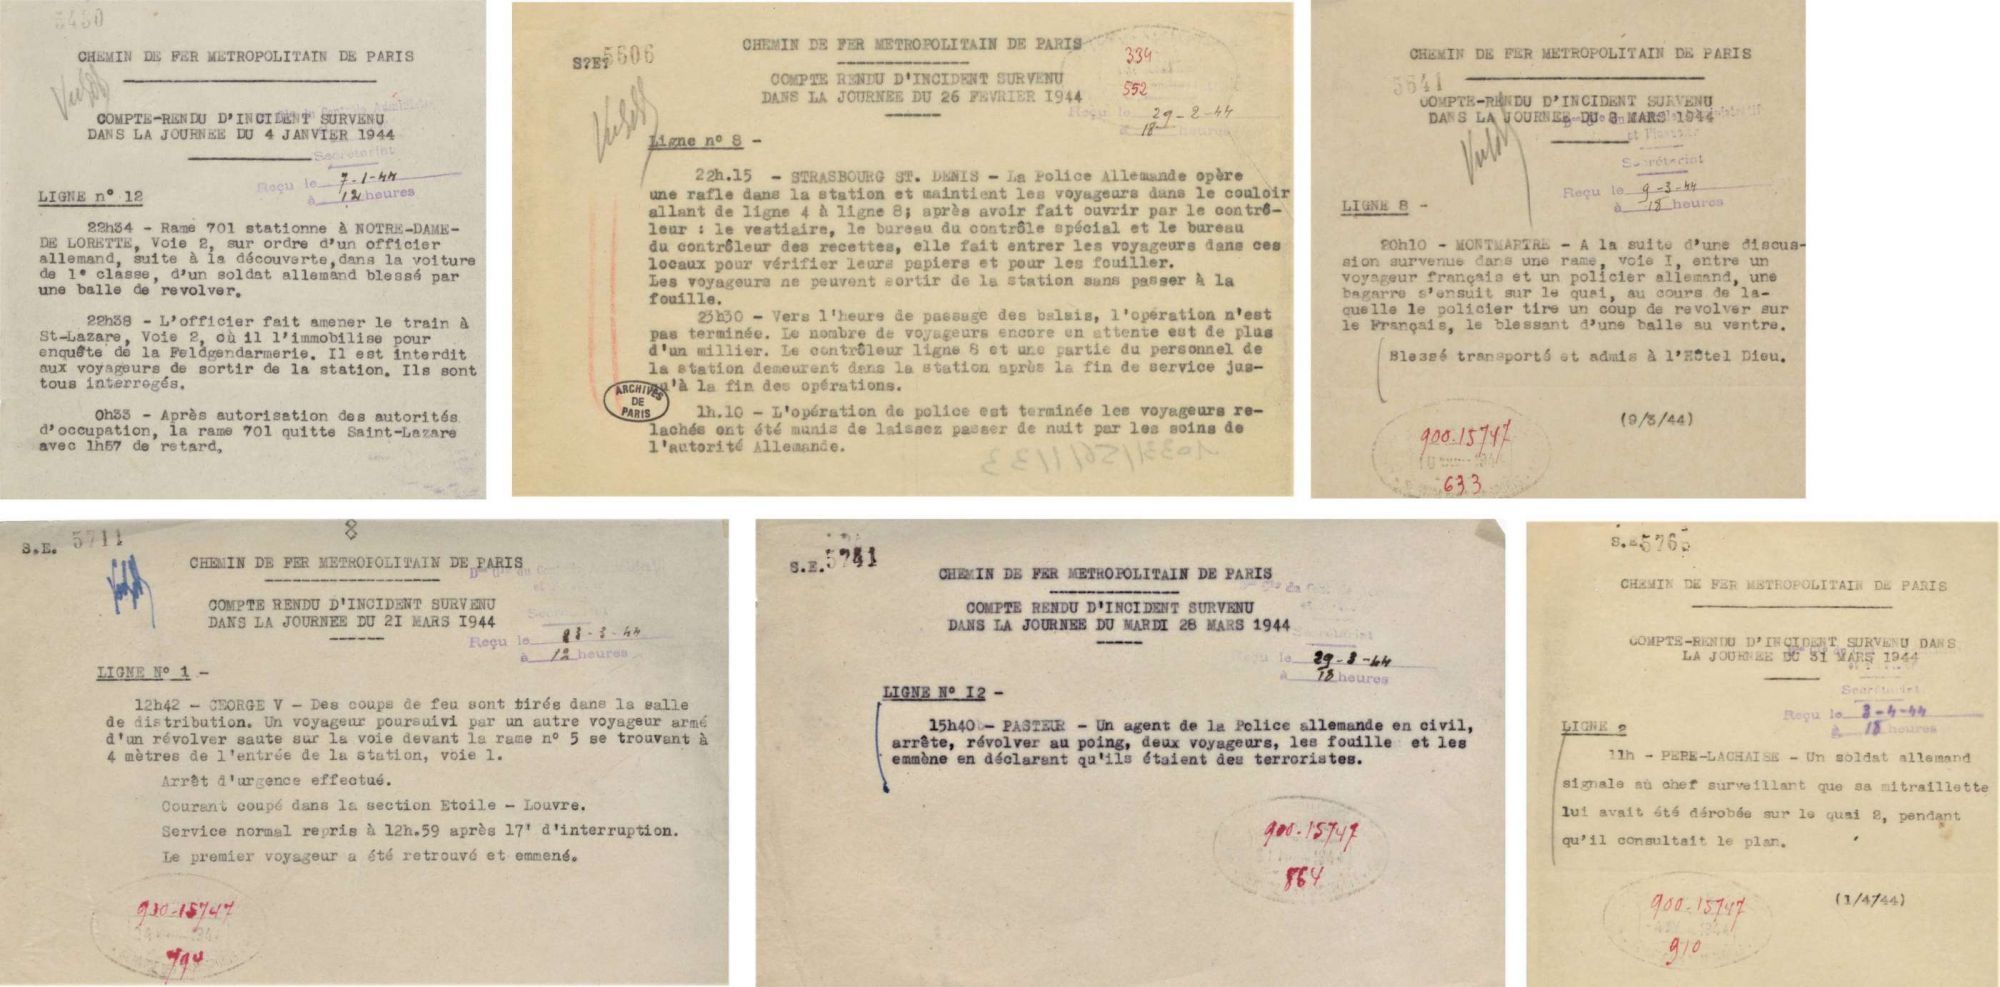 5430
CHEMIN DE FER METROPOLITAIN DE PARIS
COMPTE-RENDU D'INCIDENT SURVENU
DANS LA JOURNEE DU 4 JANVIER 1944
Secrétariat
Reçu le 7-1-44
à 12 heures
LIGNE n° 12
22h34 - Rame 701 stationne à NOTRE-DAME-
DE LORETTE, Voie 2, sur ordre d'un officier
allemand, suite à la découverte,dans la voiture
de 1° classe, d'un soldat allemand blessé par
une balle de revolver.
22h38 - L'officier fait amener le train à
St-Lazare, Voie 2, où il l'immobilise pour
enquête de la Feldgendarmerie. Il est interdit
aux voyageurs de sortir de la station. Ils sont
tous interrogés.
0h33 - Après autorisation des autorités
d'occupation, la rame 701 quitte Saint-Lazare
avec 1h57 de retard,
S?E? 5606
CHEMIN DE FER METROPOLITAIN DE PARIS
COMPTE RENDU D'INCIDENT SURVENU
DANS LA JOURNEE DU 26 FEVRIER 1944
339
552
Reçu le 29-2-44
à 18 heures
Ligne n° 8 -
22h.15 - STRASBOURG ST. DENIS - La Police Allemande opère
une rafle dans la station et maintient les voyageurs dans le couloir
allant de ligne 4 à ligne 8; après avoir fait ouvrir par le contrô-
leur : le vestiaire, le bureau du contrôle spécial et le bureau
du contrôleur des recettes, elle fait entrer les voyageurs dans ces
locaux pour vérifier leurs papiers et pour les fouiller.
Les voyageurs ne peuvent sortir de la station sans passer à la
fouille.
23h30 - Vers l'heure de passage des balais, l'opération n'est
pas terminée. Le nombre de voyageurs encore en attente est de plus
d'un millier. Le contrôleur ligne 8 et une partie du personnel de
la station demeurent dans la station après la fin de service jus-
qu'à la fin des opérations.
ARCHIVES
DE
PARIS
1h.10 - L'opération de police est terminée les voyageurs re-
lachés ont été munis de laissez passer de nuit par les soins de
l'autorité Allemande.
5641
CHEMIN DE FER METROPOLITAIN DE PARIS
COMPTE-RENDU D'INCIDENT SURVENU
DANS LA JOURNEE DU 8 MARS 1944
Secrétariat
Reçu le 9-3-44
à 18 heures
LIGNE 8 -
20h10 - MONTMARTRE - A la suite d'une discus-
sion survenue dans une rame, voie I, entre un
voyageur français et un policier allemand, une
bagarre s'ensuit sur le quai, au cours de la-
quelle le policier tire un coup de revolver sur
le Français, le blessant d'une balle au ventre.
Blessé transporté et admis à l'Hôtel Dieu.
(9/3/44)
900-15747
633
S.E. 5711
8
CHEMIN DE FER METROPOLITAIN DE PARIS
COMPTE RENDU D'INCIDENT SURVENU
DANS LA JOURNEE DU 2I MARS I944
Reçu le 23-3-44
à 12 heures
LIGNE N° 1 -
12h42 - GEORGE V - Des coups de feu sont tirés dans la salle
de distribution. Un voyageur poursuivi par un autre voyageur armé
d'un révolver saute sur la voie devant la rame n° 5 se trouvant à
4 mètres de l'entrée de la station, voie 1.
Arrêt d'urgence effectué.
Courant coupé dans la section Etoile - Louvre.
Service normal repris à 12h.59 après 17' d'interruption.
Le premier voyageur a été retrouvé et emmené.
900-15747
794
S.E. 5741
CHEMIN DE FER METROPOLITAIN DE PARIS
COMPTE RENDU D'INCIDENT SURVENU
DANS LA JOURNEE DU MARDI 28 MARS 1944
Secrétariat
Reçu le 29-3-44
à 18 heures
LIGNE N° I2 -
15h40 - PASTEUR - Un agent de la Police allemande en civil,
arrête, révolver au poing, deux voyageurs, les fouille et les
emmène en déclarant qu'ils étaient des terroristes.
900-15747
864
S.E. 5765
CHEMIN DE FER METROPOLITAIN DE PARIS
COMPTE-RENDU D'INCIDENT SURVENU DANS
LA JOURNEE DU 31 MARS 1944
Secrétariat
Reçu le 3-4-44
à 18 heures
LIGNE 2
11h - PERE-LACHAISE - Un soldat allemand
signale au chef surveillant que sa mitraillette
lui avait été dérobée sur le quai 2, pendant
qu'il consultait le plan.
(1/4/44)
900-15747
910